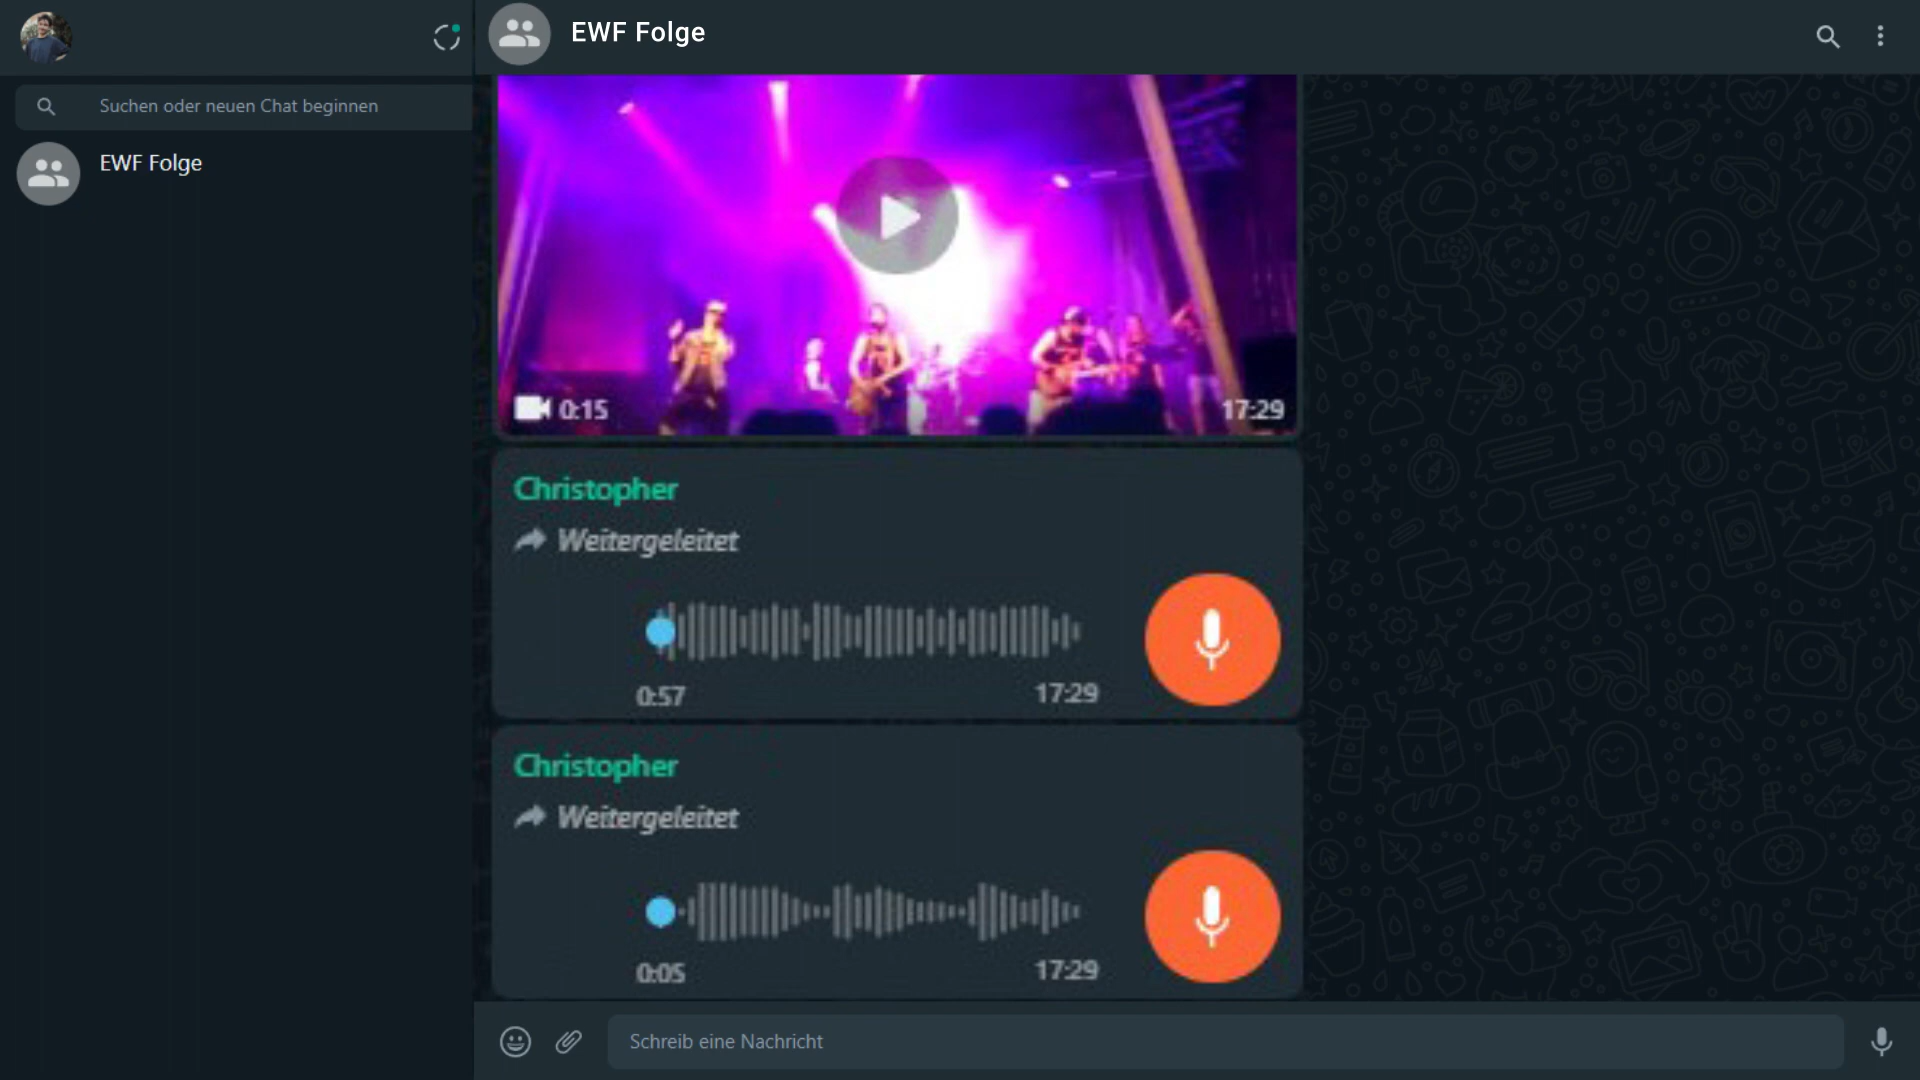 EWF Folge
Suchen oder neuen Chat beginnen
EWF Folge
0:15
17:29
Christopher
Weitergeleitet
0:57
17:29
Christopher
Weitergeleitet
0:05
17:29
Schreib eine Nachricht